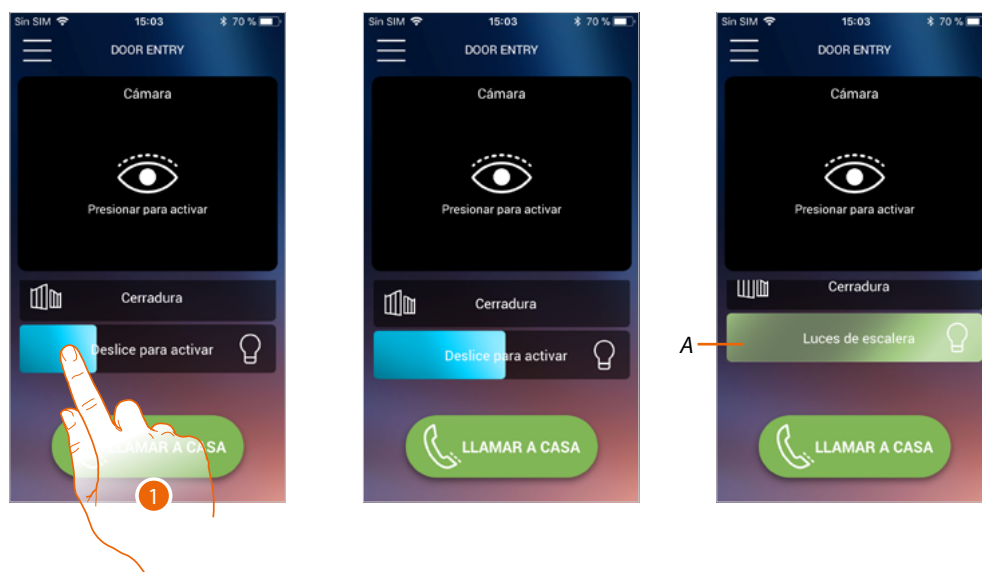 Sin SIM 15:03 70 %
DOOR ENTRY
Cámara
Presionar para activar
Cerradura
Deslice para activar
LLAMAR A CASA
1
Sin SIM 15:03 70 %
DOOR ENTRY
Cámara
Presionar para activar
Cerradura
Deslice para activar
LLAMAR A CASA
Sin SIM 15:03 70 %
DOOR ENTRY
Cámara
Presionar para activar
Cerradura
A
Luces de escalera
LLAMAR A CASA